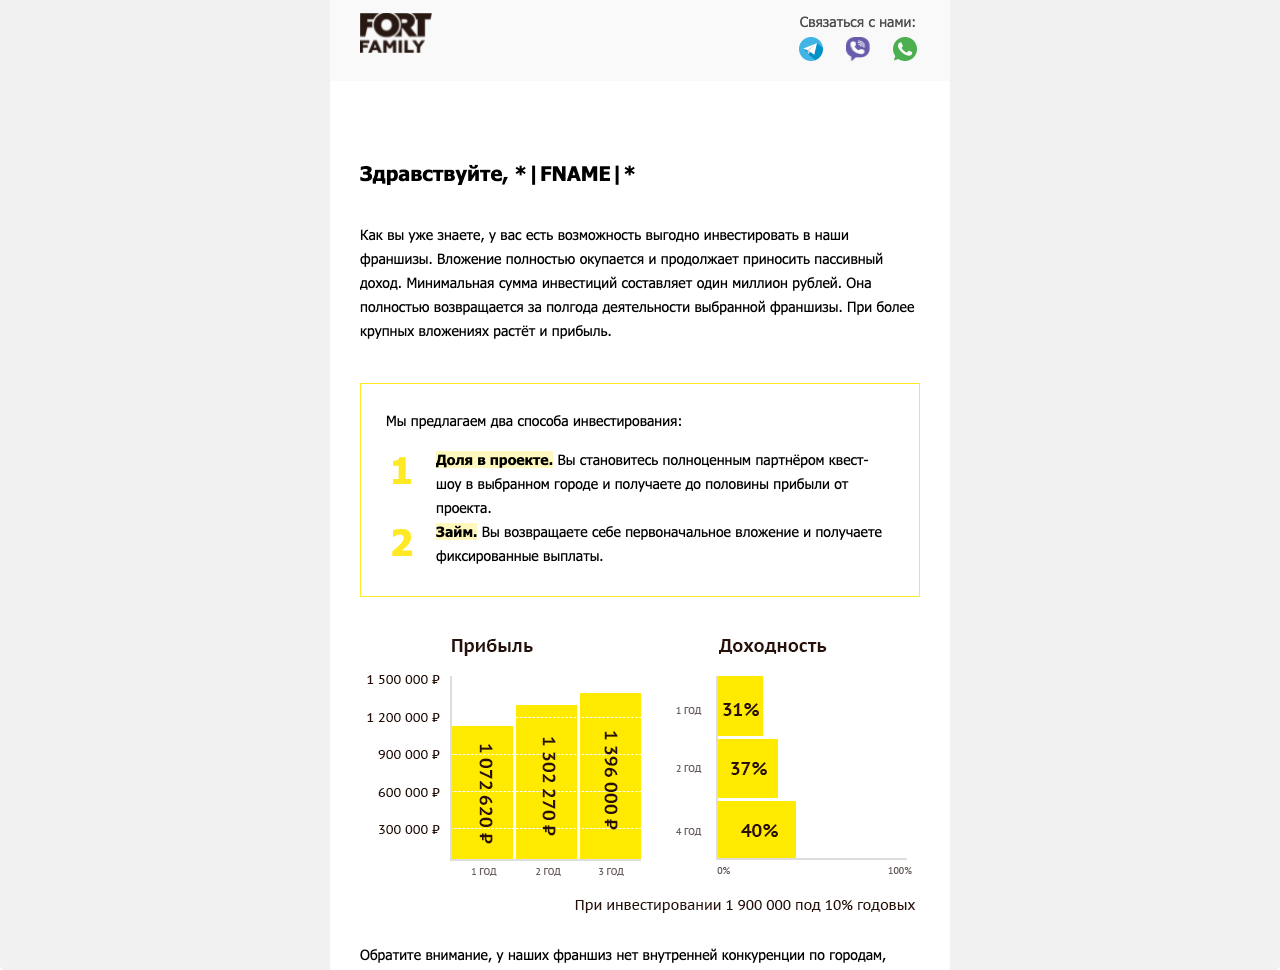 FORT
FAMILY
Связаться с нами:
Здравствуйте, *|FNAME|*
Как вы уже знаете, у вас есть возможность выгодно инвестировать в наши
франшизы. Вложение полностью окупается и продолжает приносить пассивный
доход. Минимальная сумма инвестиций составляет один миллион рублей. Она
полностью возвращается за полгода деятельности выбранной франшизы. При более
крупных вложениях растёт и прибыль.
Мы предлагаем два способа инвестирования:
1 Доля в проекте. Вы становитесь полноценным партнёром квест-
шоу в выбранном городе и получаете до половины прибыли от
проекта.
2 Займ. Вы возвращаете себе первоначальное вложение и получаете
фиксированные выплаты.
Прибыль
1 500 000 ₽
1 200 000 ₽
900 000 ₽
600 000 ₽
300 000 ₽
1 072 620 ₽
1 302 270 ₽
1 396 000 ₽
1 ГОД
2 ГОД
3 ГОД
Доходность
1 ГОД
31%
2 ГОД
37%
4 ГОД
40%
0%
100%
При инвестировании 1 900 000 под 10% годовых
Обратите внимание, у наших франшиз нет внутренней конкуренции по городам,